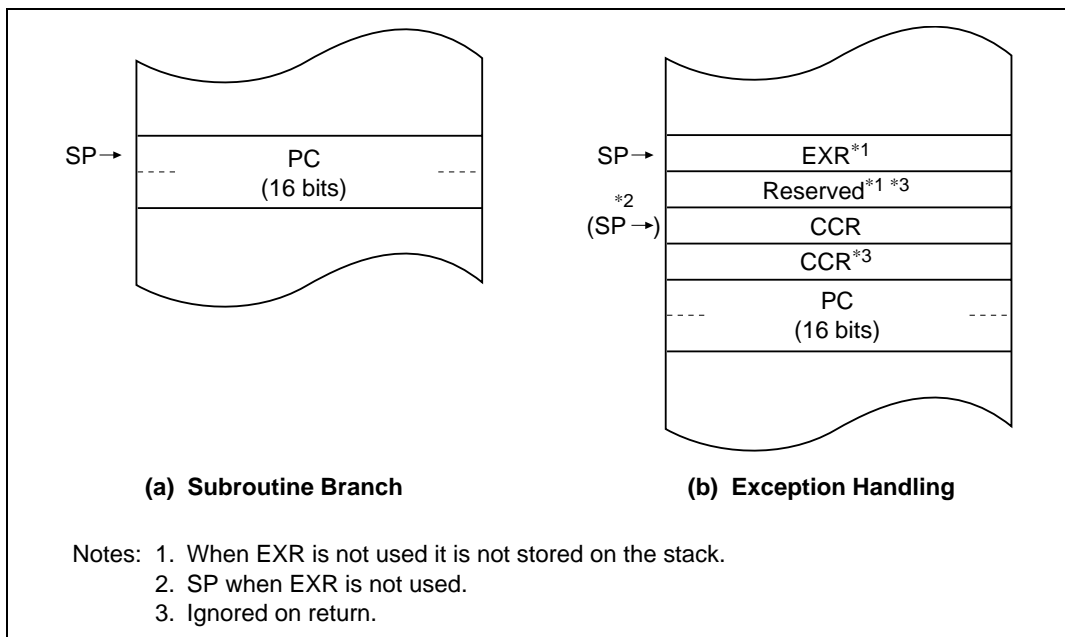 SP→
PC
(16 bits)
(a) Subroutine Branch
SP→
*2
(SP→)
EXR*1
Reserved*1 *3
CCR
CCR*3
PC
(16 bits)
(b) Exception Handling
Notes: 1. When EXR is not used it is not stored on the stack.
2. SP when EXR is not used.
3. Ignored on return.